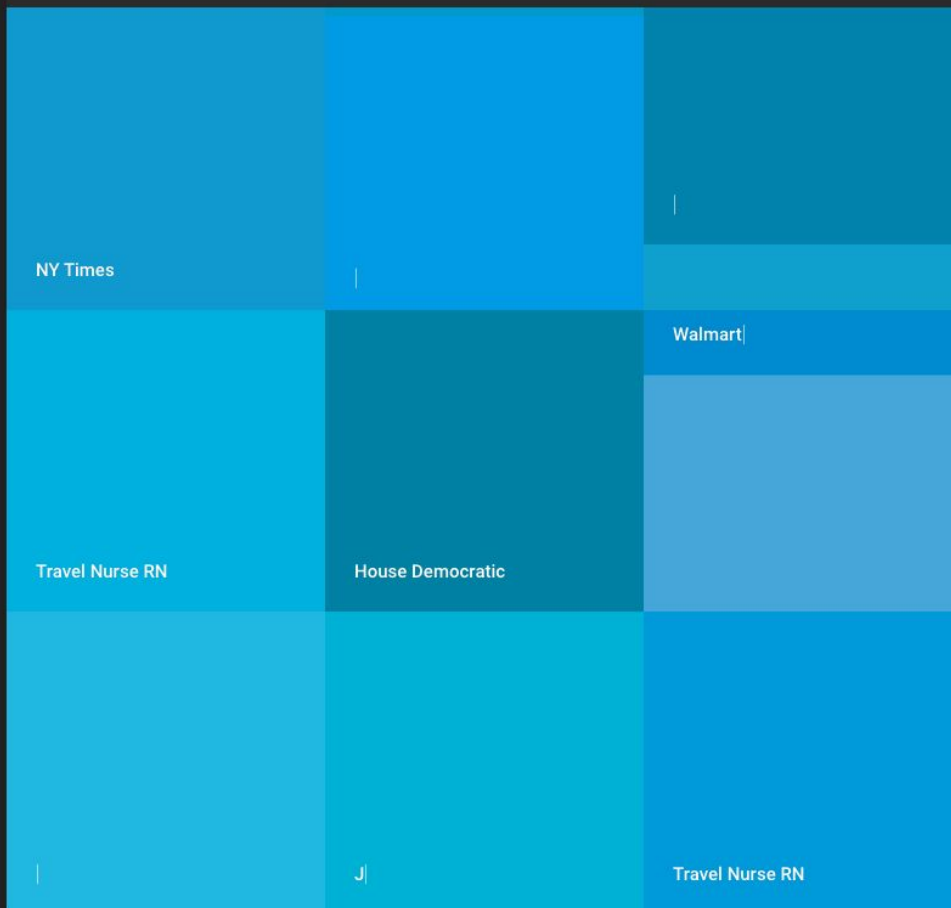 NY Times
Walmart
Travel Nurse RN
House Democratic
J
Travel Nurse RN